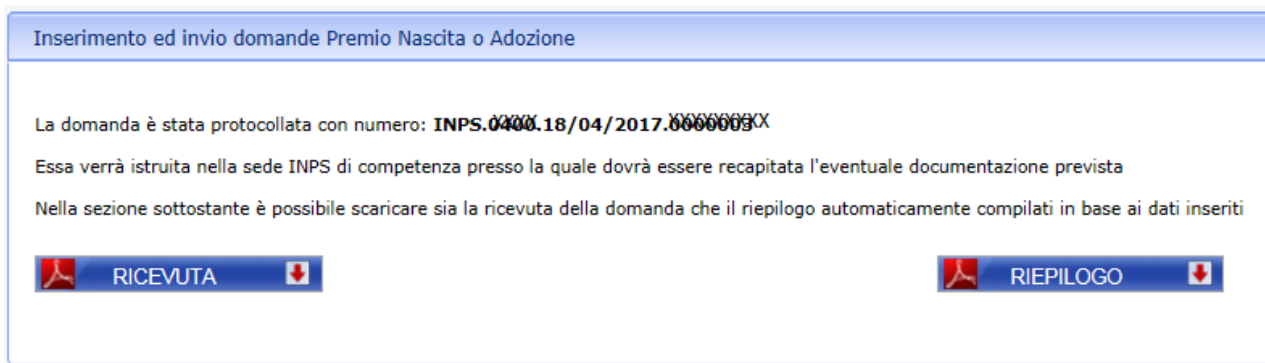 Inserimento ed invio domande Premio Nascita o Adozione
La domanda è stata protocollata con numero: INPS. .18/04/2017.
Essa verrà istruita nella sede INPS di competenza presso la quale dovrà essere recapitata l'eventuale documentazione prevista
Nella sezione sottostante è possibile scaricare sia la ricevuta della domanda che il riepilogo automaticamente compilati in base ai dati inseriti
RICEVUTA
RIEPILOGO